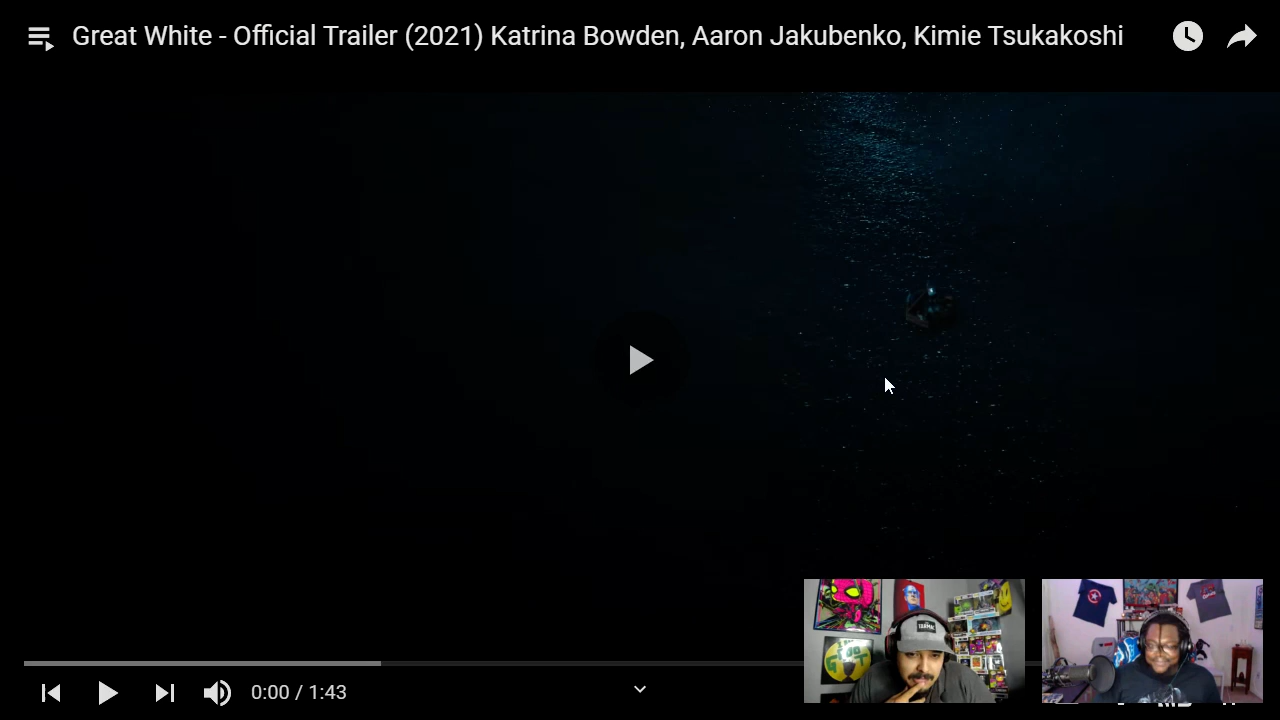 Great White - Official Trailer (2021) Katrina Bowden, Aaron Jakubenko, Kimie Tsukakoshi
0:00 / 1:43